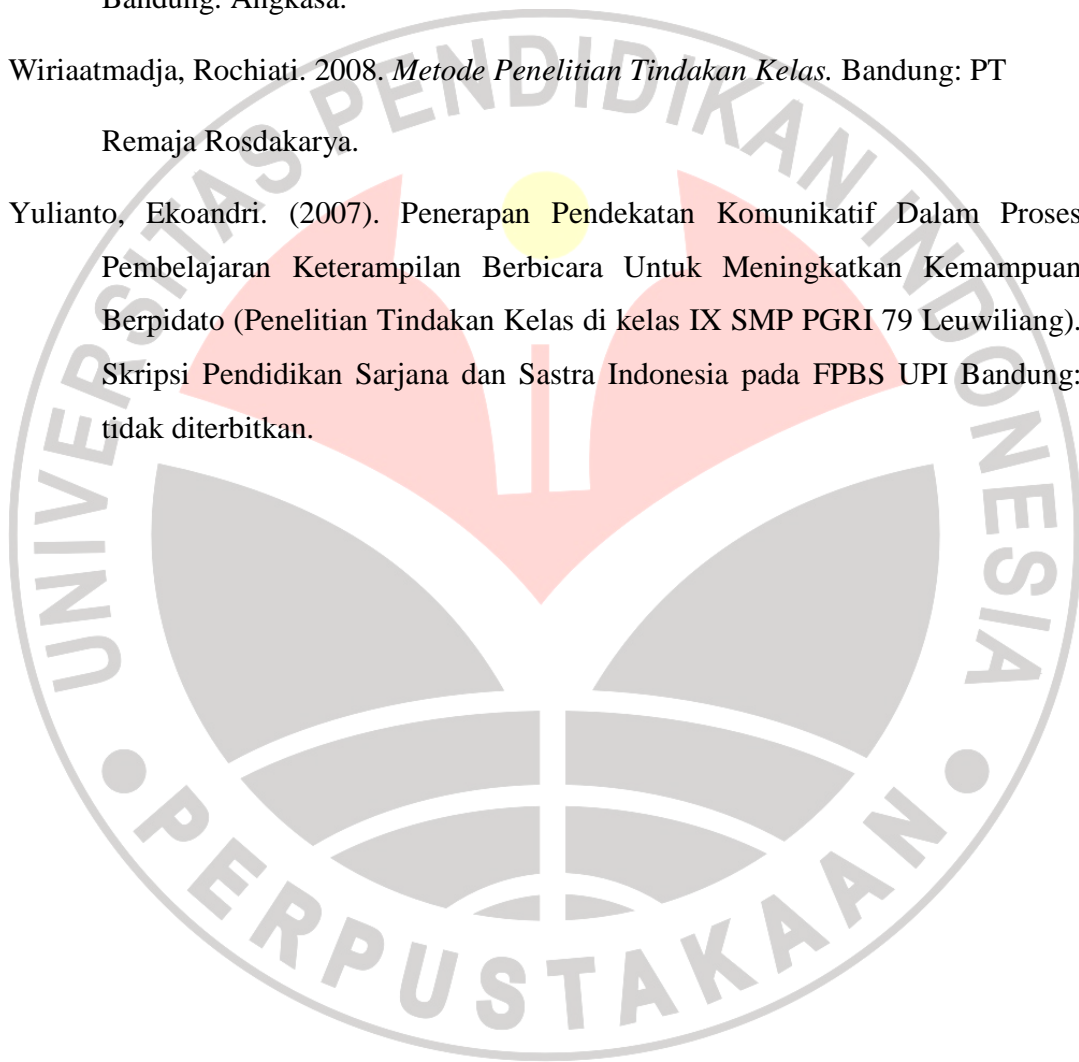 Bandung: Angkasa.
Wiriaatmadja, Rochiati. 2008. Metode Penelitian Tindakan Kelas. Bandung: PT
Remaja Rosdakarya.
Yulianto, Ekoandri. (2007). Penerapan Pendekatan Komunikatif Dalam Proses
Pembelajaran Keterampilan Berbicara Untuk Meningkatkan Kemampuan
Berpidato (Penelitian Tindakan Kelas di kelas IX SMP PGRI 79 Leuwiliang).
Skripsi Pendidikan Sarjana dan Sastra Indonesia pada FPBS UPI Bandung:
tidak diterbitkan.
UNIVERSITAS PENDIDIKAN INDONESIA
PERPUSTAKAAN